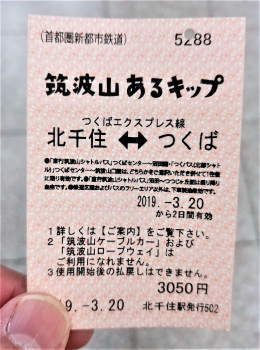 (首都圏新都市鉄道) 5288
筑波山あるキップ
つくばエクスプレス線
北千住 ↔ つくば
2019.-3.20
から2日間有効
1 詳しくは【ご案内】をご覧下さい。
2 「筑波山ケーブルカー」および
「筑波山ロープウェイ」は
ご利用になれません。
3 使用開始後の払戻しはできません。
3050円
19.-3.20 北千住駅発行502